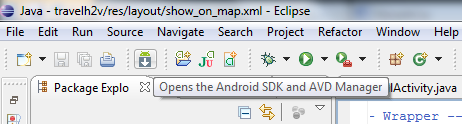 Java - travelh2v/res/layout/show_on_map.xml - Eclipse
File Edit Source Navigate Search Project Run Refactor Window
Package Explo
Opens the Android SDK and AVD Manager
lActivity.java
- Wrapper --